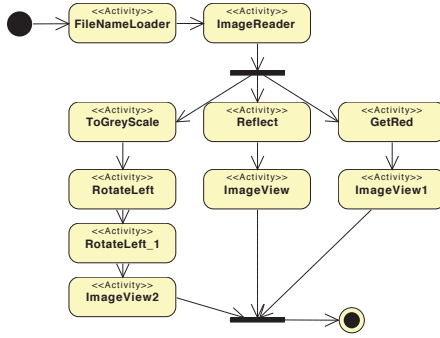 <<Activity>>
FileNameLoader
<<Activity>>
ImageReader
<<Activity>>
ToGreyScale
<<Activity>>
Reflect
<<Activity>>
GetRed
<<Activity>>
RotateLeft
<<Activity>>
ImageView
<<Activity>>
ImageView1
<<Activity>>
RotateLeft_1
<<Activity>>
ImageView2